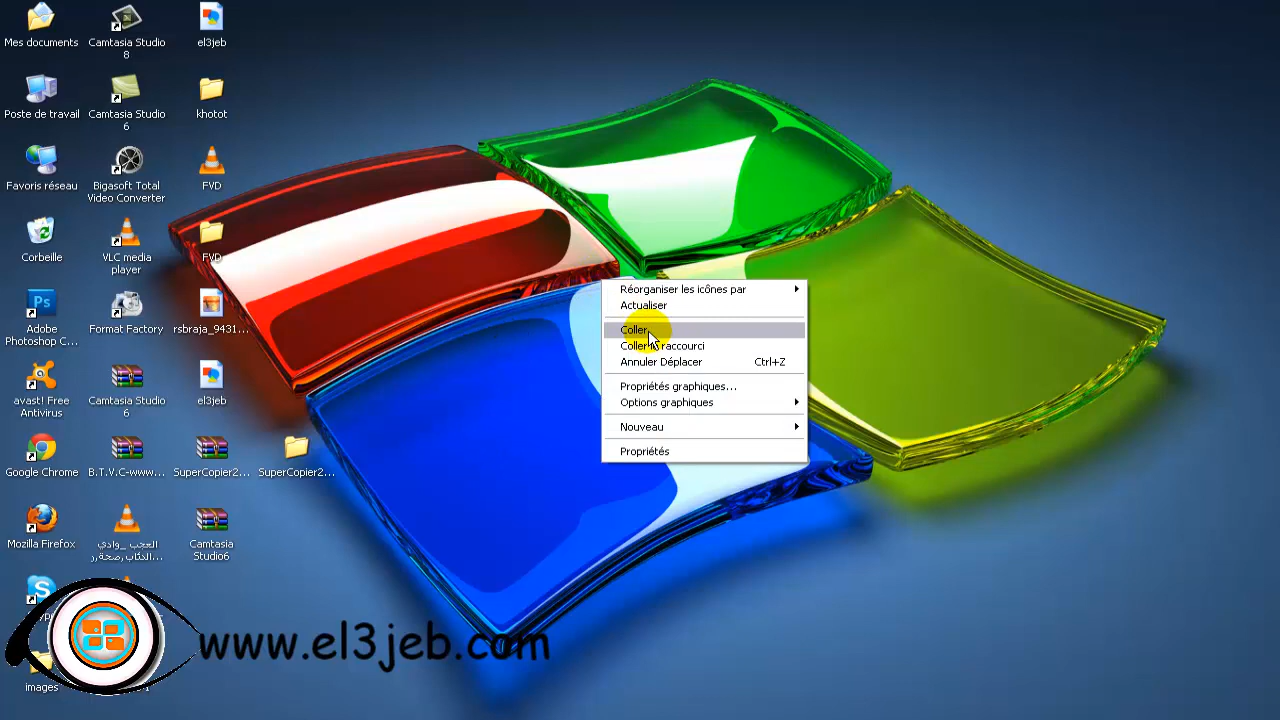 Mes documents
Camtasia Studio
8
el3jeb
Poste de travail
Camtasia Studio
6
khotot
Favoris réseau
Bigasoft Total
Video Converter
FVD
Corbeille
VLC media
player
FVD
Adobe
Photoshop C...
Format Factory
rsbraja_9431...
avast! Free
Antivirus
Camtasia Studio
6
el3jeb
Google Chrome
B.T.V.C-www...
SuperCopier2...
SuperCopier2...
Mozilla Firefox
العجب _وادي
Camtasia
Studio6
images
Réorganiser les icônes par
Actualiser
Coller
Coller raccourci
Annuler Déplacer Ctrl+Z
Propriétés graphiques...
Options graphiques
Nouveau
Propriétés
www.el3jeb.com